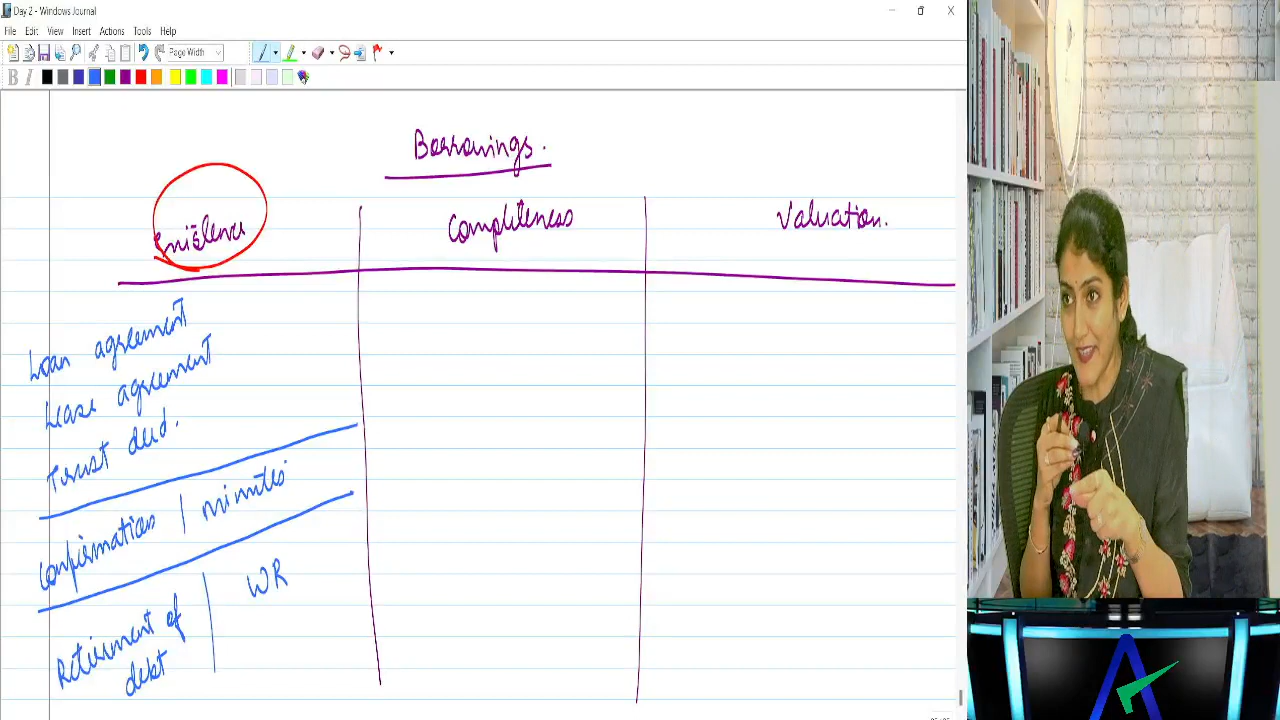 Day 2 - Windows Journal
File Edit View Insert Actions Tools Help
Page Width
B I
Borrowings.
Existence Completeness Valuation.
Loan agreement
Lease agreement
Trust deed.
Confirmations | minutes
Retirement of debt | WR